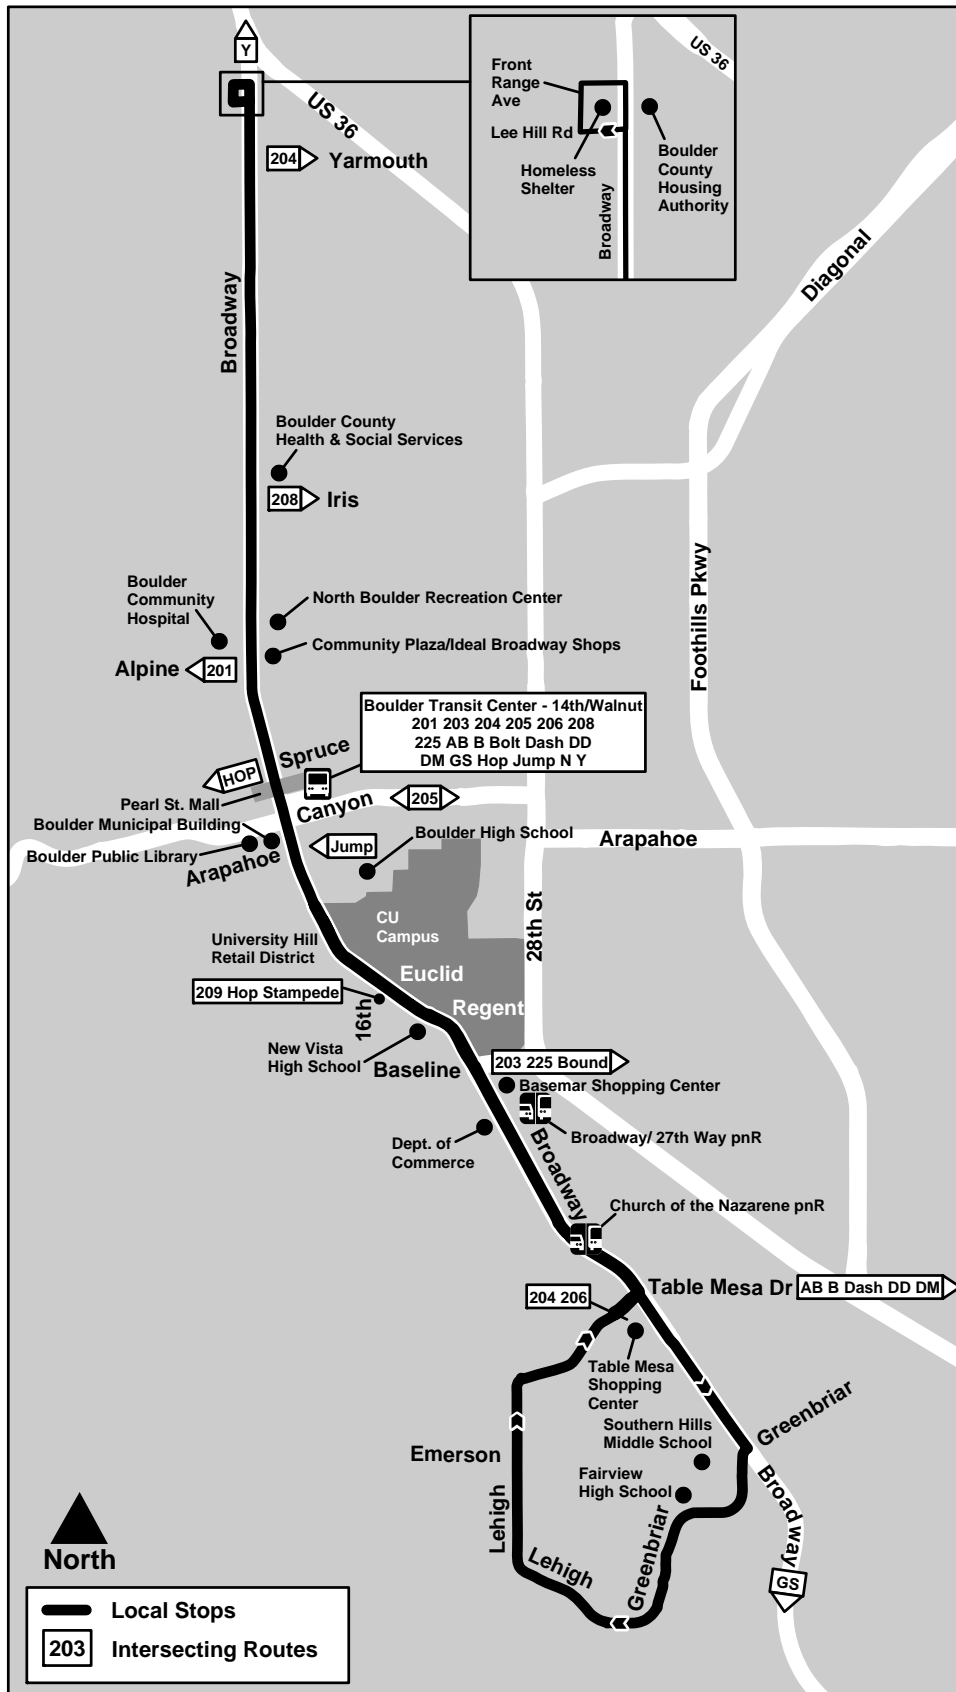 Y
US 36
US 36
Front
Range
Ave
Lee Hill Rd
Homeless
Shelter
Broadway
Boulder
County
Housing
Authority
204
Yarmouth
Diagonal
Broadway
Boulder County
Health & Social Services
208
Iris
Foothills Pkwy
Boulder
Community
Hospital
North Boulder Recreation Center
Community Plaza/Ideal Broadway Shops
Alpine
201
Boulder Transit Center - 14th/Walnut
201 203 204 205 206 208
225 AB B Bolt Dash DD
DM GS Hop Jump N Y
Spruce
HOP
Pearl St. Mall
Canyon
205
Boulder Municipal Building
Boulder Public Library
Arapahoe
Jump
Boulder High School
Arapahoe
28th St
CU
Campus
University Hill
Retail District
Euclid
209 Hop Stampede
16th
Regent
New Vista
High School
Baseline
203 225 Bound
Basemar Shopping Center
Broadway/ 27th Way pnR
Dept. of
Commerce
Broadway
Church of the Nazarene pnR
Table Mesa Dr
AB B Dash DD DM
204 206
Table Mesa
Shopping
Center
Greenbriar
Southern Hills
Middle School
Emerson
Fairview
High School
Broadway
Lehigh
Lehigh
Greenbriar
GS
North
Local Stops
203
Intersecting Routes